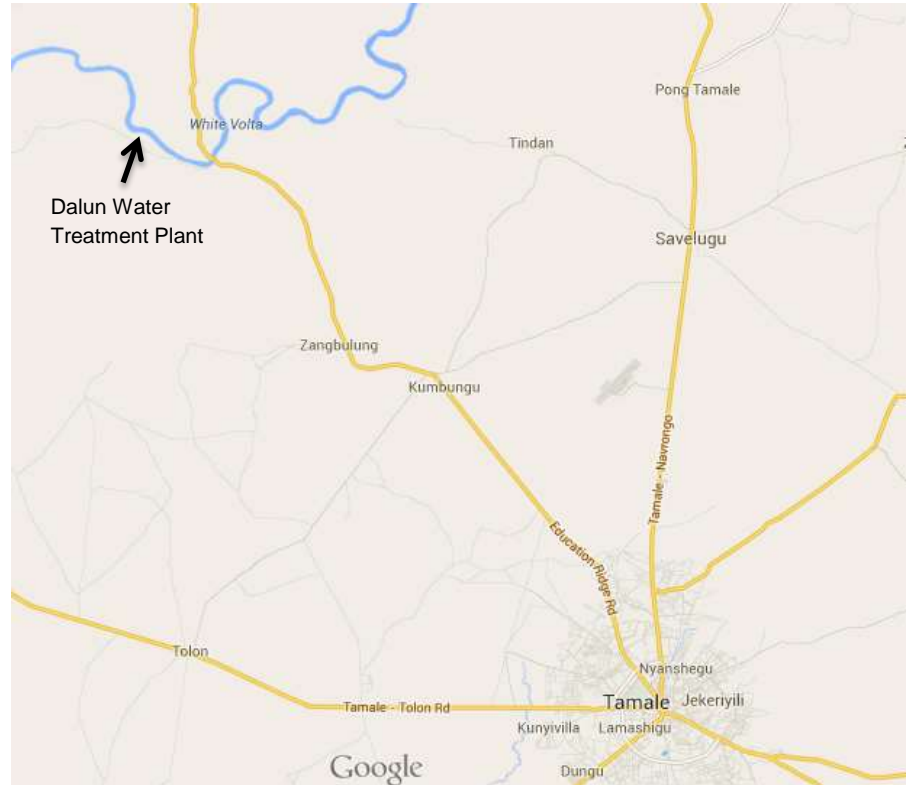 Pong Tamale
White Volta
Tindan
Dalun Water
Treatment Plant
Savelugu
Zangbulung
Kumbungu
Tamale - Navrongo
Education Ridge Rd
Tolon
Nyanshegu
Tamale
Jekeriyili
Tamale - Tolon Rd
Kunyivilla
Lamashigu
Google
Dungu